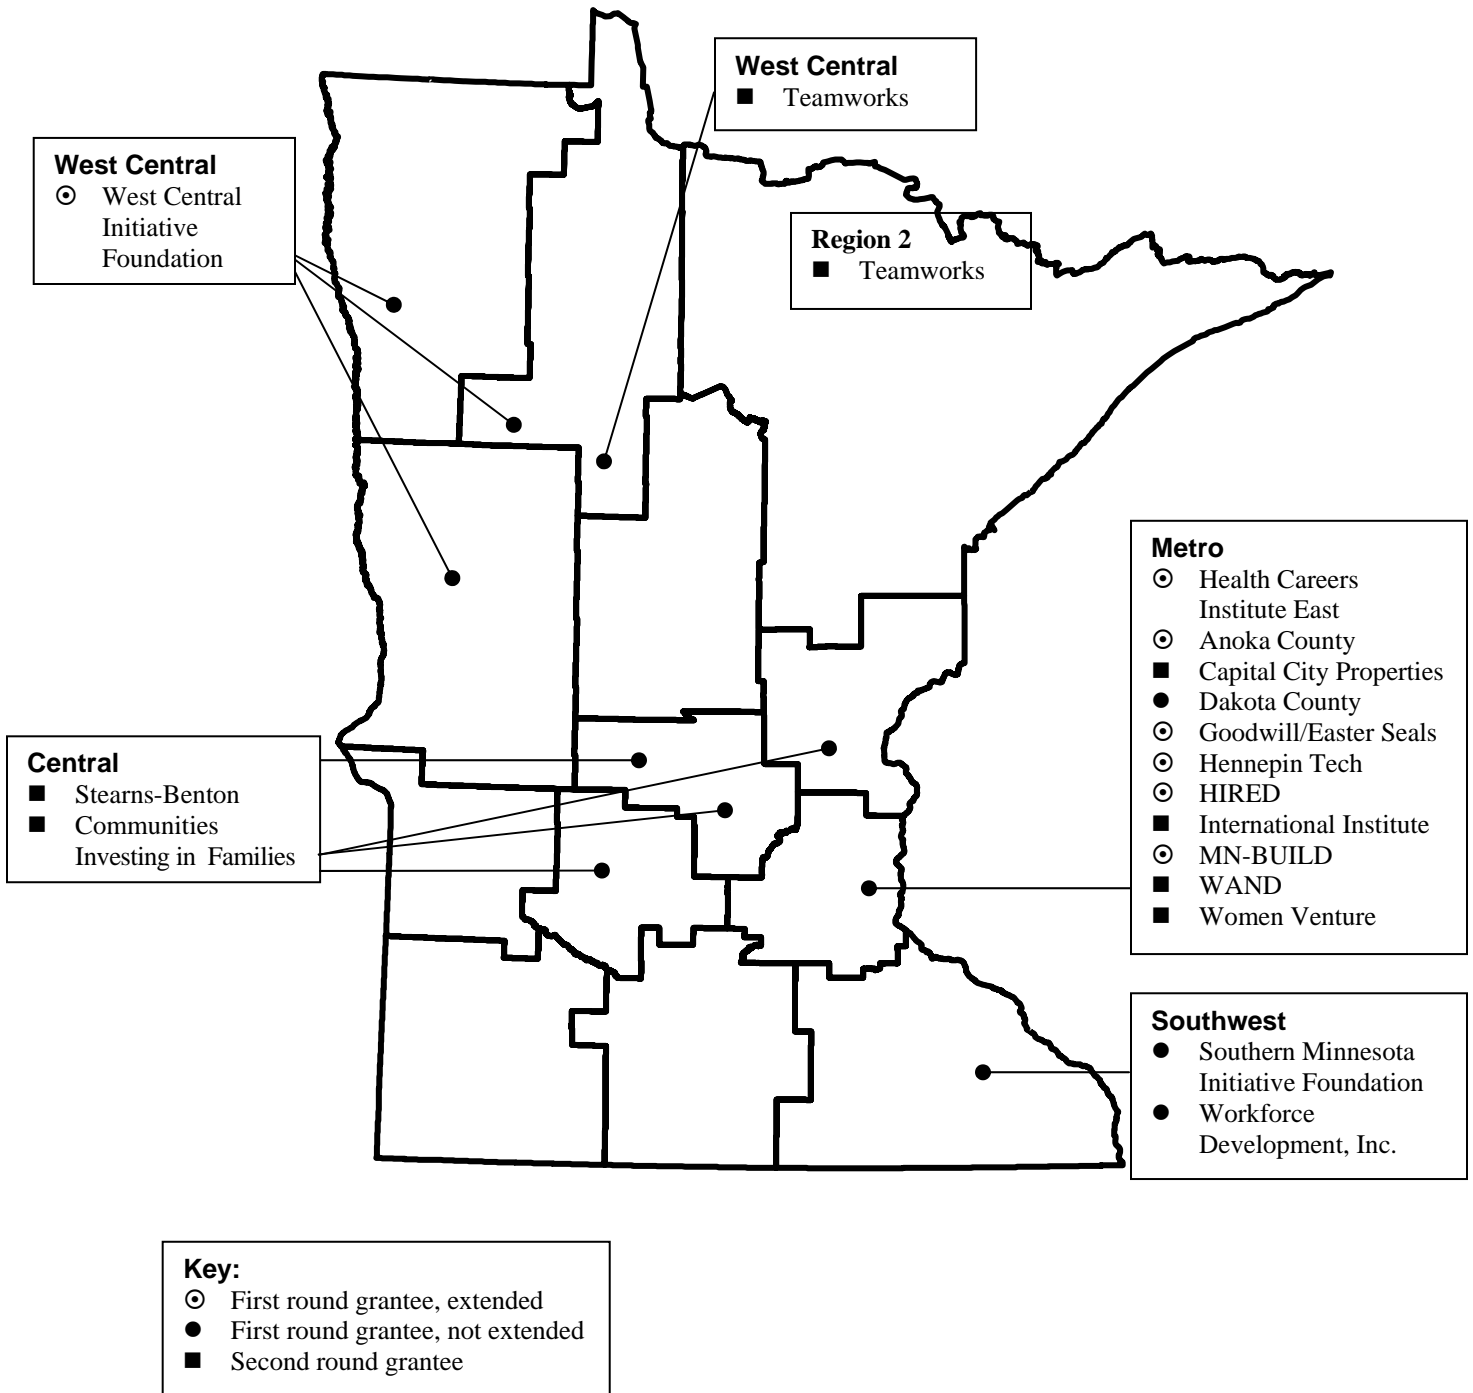 West Central
■ Teamworks
West Central
☉ West Central
Initiative
Foundation
Region 2
■ Teamworks
Metro
☉ Health Careers
Institute East
☉ Anoka County
■ Capital City Properties
● Dakota County
☉ Goodwill/Easter Seals
☉ Hennepin Tech
☉ HIRED
■ International Institute
☉ MN-BUILD
■ WAND
■ Women Venture
Central
■ Stearns-Benton
■ Communities
Investing in Families
Southwest
● Southern Minnesota
Initiative Foundation
● Workforce
Development, Inc.
Key:
☉ First round grantee, extended
● First round grantee, not extended
■ Second round grantee